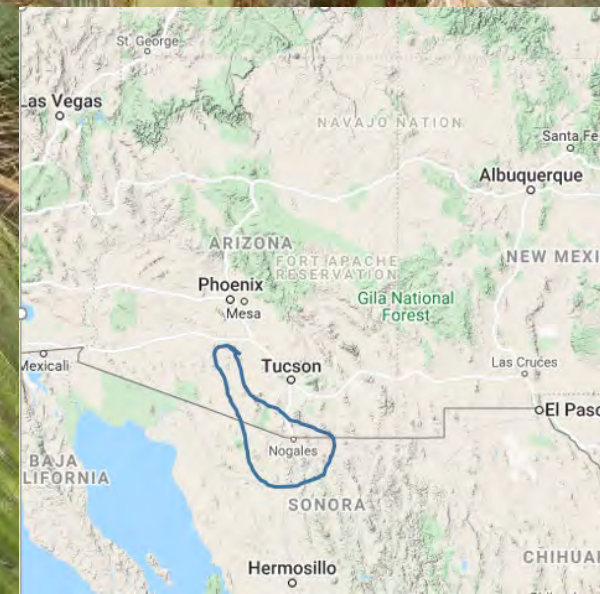 St. George
Las Vegas
NAVAJO NATION
Santa Fe
Albuquerque
ARIZONA
FORT APACHE
RESERVATION
NEW MEXI
Phoenix
Mesa
Gila National
Forest
Mexicali
Tucson
Las Cruces
El Paso
Nogales
BAJA
LIFORNIA
SONORA
Hermosillo
CHIHUA